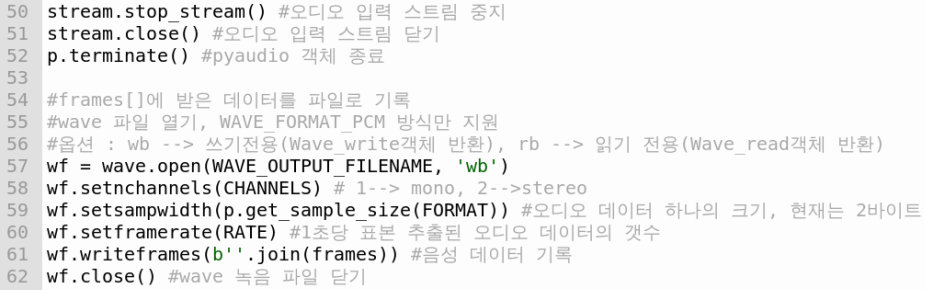 50 stream.stop_stream() #오디오 입력 스트림 중지
51 stream.close() #오디오 입력 스트림 닫기
52 p.terminate() #pyaudio 객체 종료
53
54 #frames[]에 받은 데이터를 파일로 기록
55 #wave 파일 열기, WAVE_FORMAT_PCM 방식만 지원
56 #옵션 : wb --> 쓰기전용(Wave_write객체 반환), rb --> 읽기 전용(Wave_read객체 반환)
57 wf = wave.open(WAVE_OUTPUT_FILENAME, 'wb')
58 wf.setnchannels(CHANNELS) # 1--> mono, 2-->stereo
59 wf.setsampwidth(p.get_sample_size(FORMAT)) #오디오 데이터 하나의 크기, 현재는 2바이트
60 wf.setframerate(RATE) #1초당 표본 추출된 오디오 데이터의 갯수
61 wf.writeframes(b''.join(frames)) #음성 데이터 기록
62 wf.close() #wave 녹음 파일 닫기